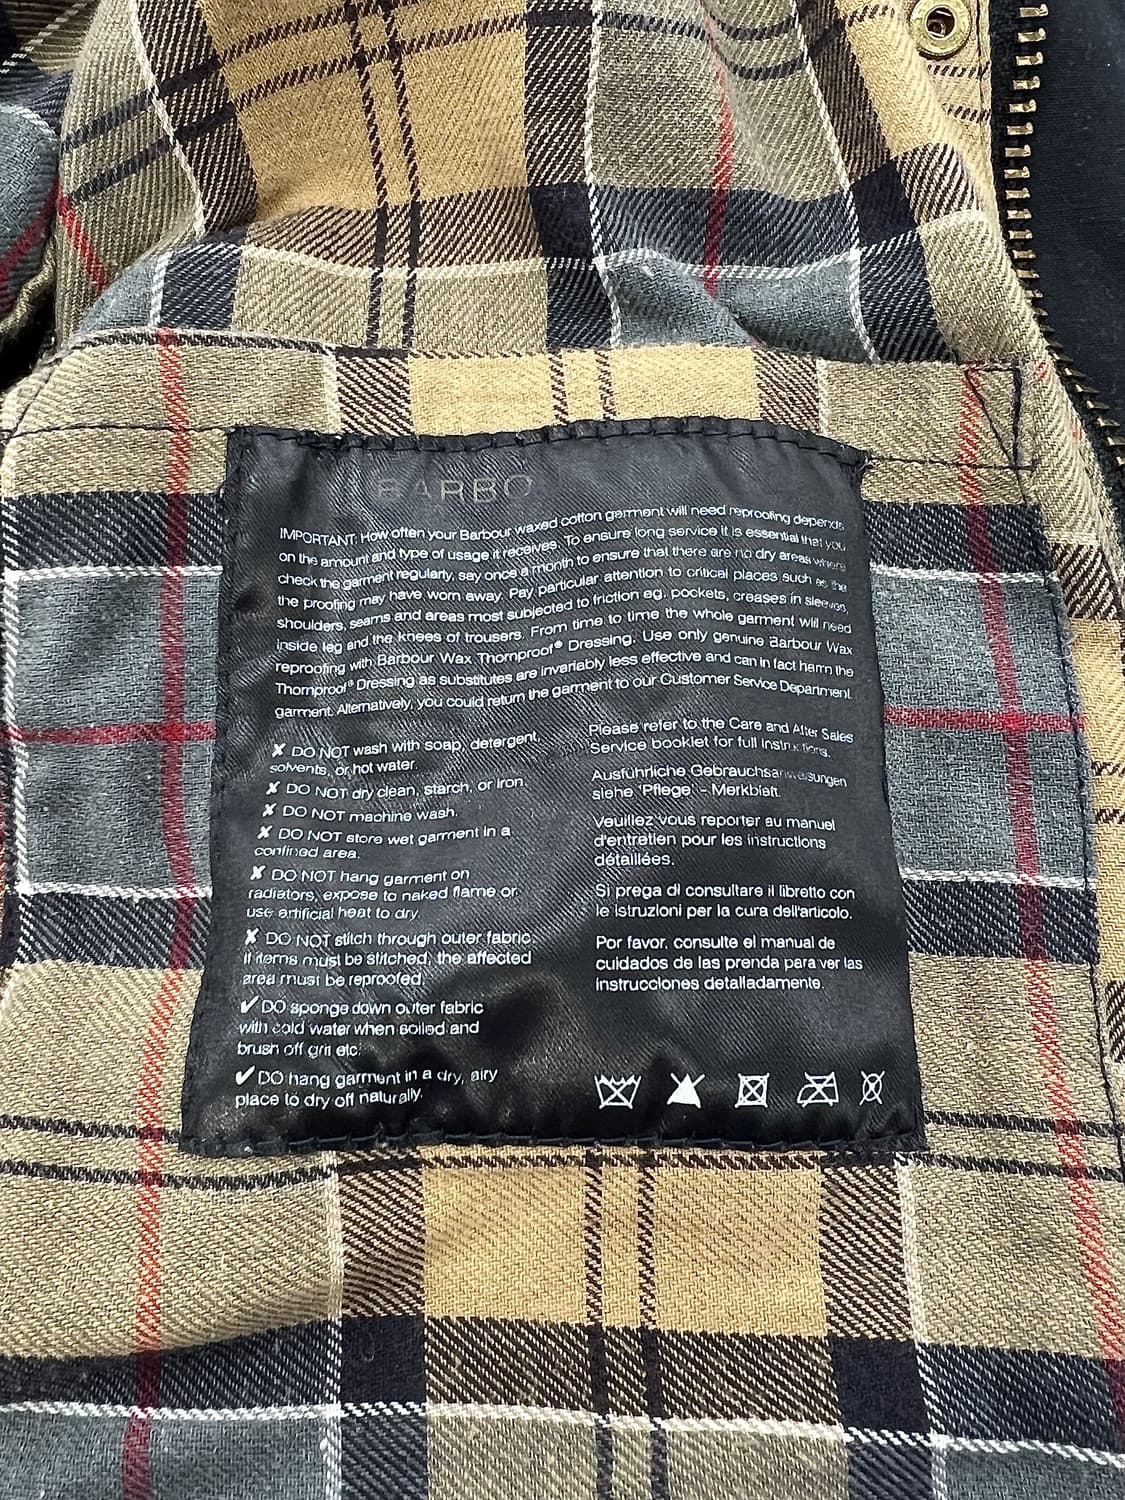 BARBO
IMPORTANT: How often your Barbour waxed cotton garment will need reproofing depends
on the amount and type of usage it receives. To ensure long service it is essential that you
check the garment regularly, say once a month to ensure that there are no dry areas where
the proofing may have worn away. Pay particular attention to critical places such as the
shoulders, seams and areas most subjected to friction eg. pockets, creases in sleeves,
inside leg and the knees of trousers. From time to time the whole garment will need
reproofing with Barbour Wax Thornproof® Dressing. Use only genuine Barbour Wax
Thornproof® Dressing as substitutes are invariably less effective and can in fact harm the
garment. Alternatively, you could return the garment to our Customer Service Department.
✘ DO NOT wash with soap, detergent,
solvents, or hot water.
✘ DO NOT dry clean, starch, or iron.
✘ DO NOT machine wash.
✘ DO NOT store wet garment in a
confined area.
✘ DO NOT hang garment on
radiators, expose to naked flame or
use artificial heat to dry.
✘ DO NOT stitch through outer fabric.
If items must be stitched, the affected
area must be reproofed.
✔ DO sponge down outer fabric
with cold water when soiled and
brush off grit etc.
✔ DO hang garment in a dry, airy
place to dry off naturally.
Please refer to the Care and After Sales
Service booklet for full instructions.
Ausführliche Gebrauchsanweisungen
siehe 'Pflege' - Merkblatt.
Veuillez vous reporter au manuel
d'entretien pour les instructions
détaillées.
Si prega di consultare il libretto con
le istruzioni per la cura dell'articolo.
Por favor, consulte el manual de
cuidados de las prenda para ver las
instrucciones detalladamente.